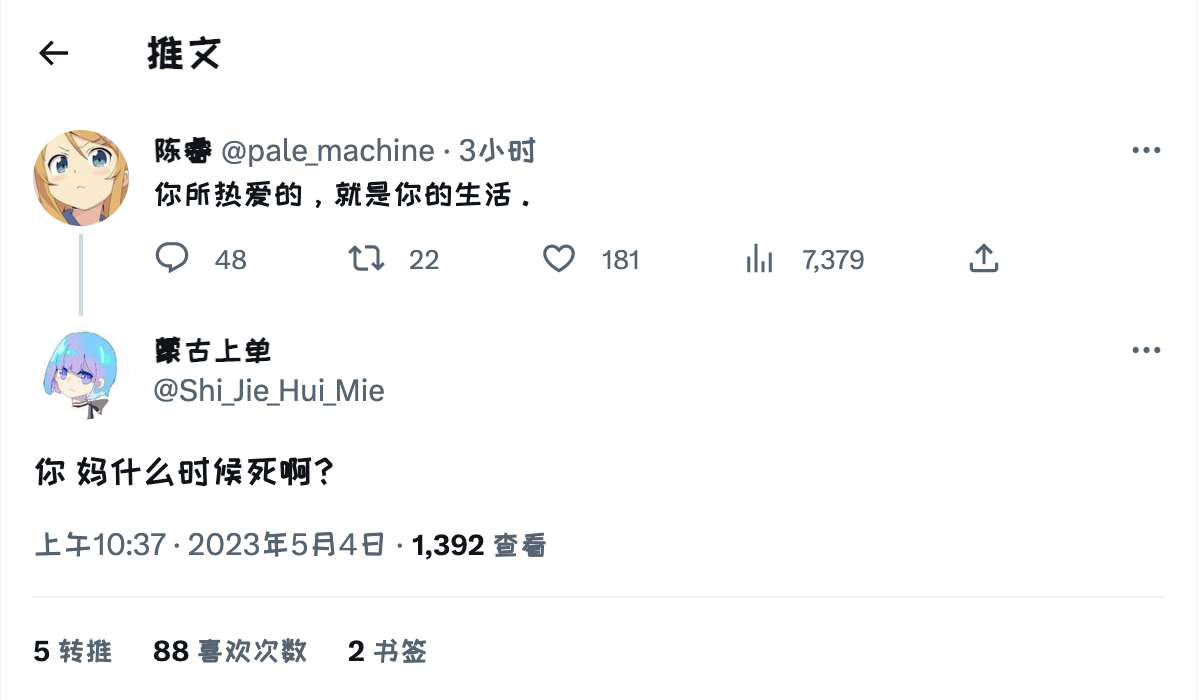 推文
陈睿 @pale_machine · 3小时
你所热爱的，就是你的生活．
48 22 181 7,379
蒙古上单
@Shi_Jie_Hui_Mie
你 妈什么时候死啊？
上午10:37 · 2023年5月4日 · 1,392 查看
5 转推 88 喜欢次数 2 书签